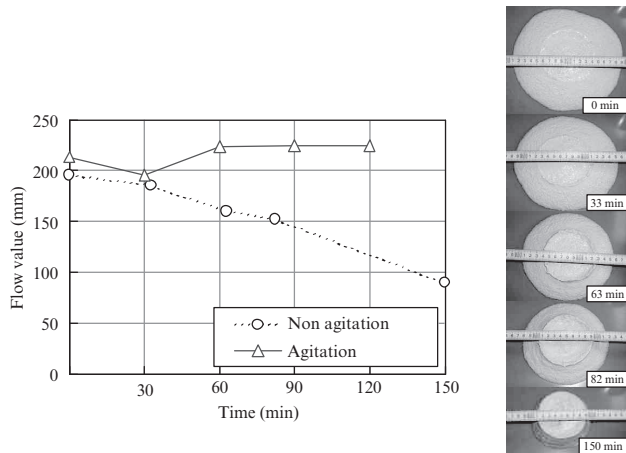 250
200
150
100
50
0
Flow value (mm)
30
60
90
120
150
Time (min)
Non agitation
Agitation
0 min
33 min
63 min
82 min
150 min